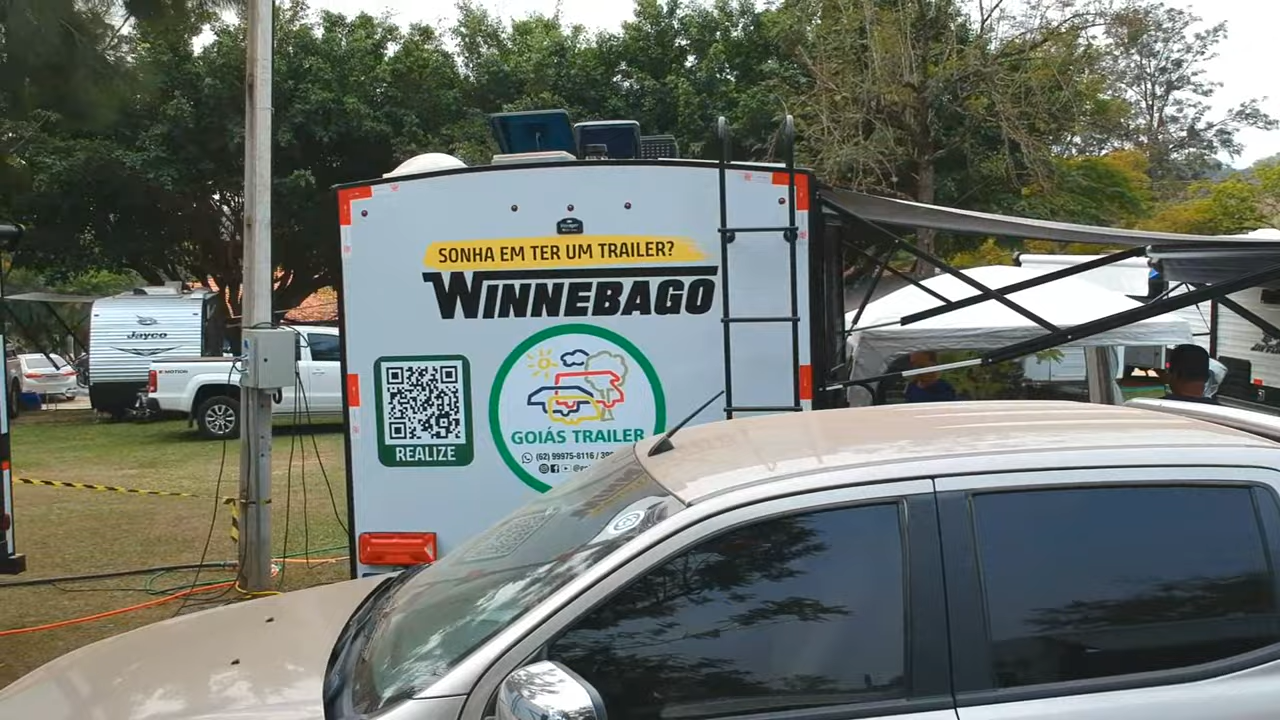 SONHA EM TER UM TRAILER?
WINNEBAGO
GOIÁS TRAILER
(62) 99975-8116 /
REALIZE
Jayco